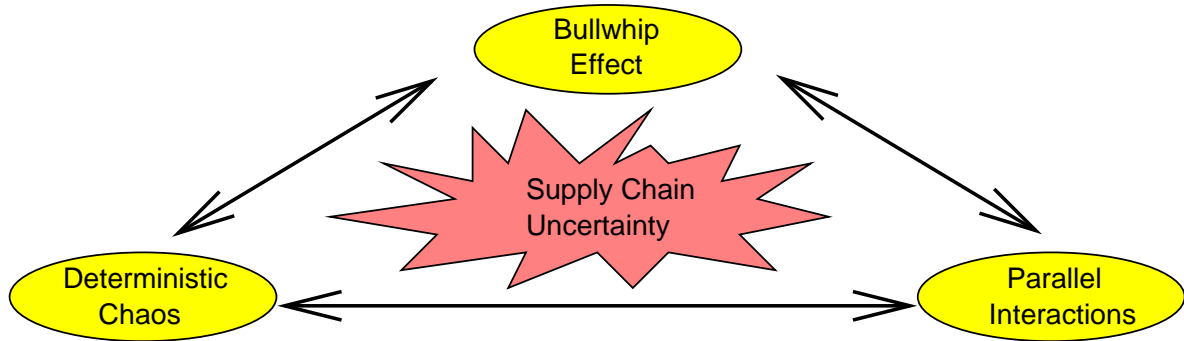 Bullwhip
Effect
Supply Chain
Uncertainty
Deterministic
Chaos
Parallel
Interactions